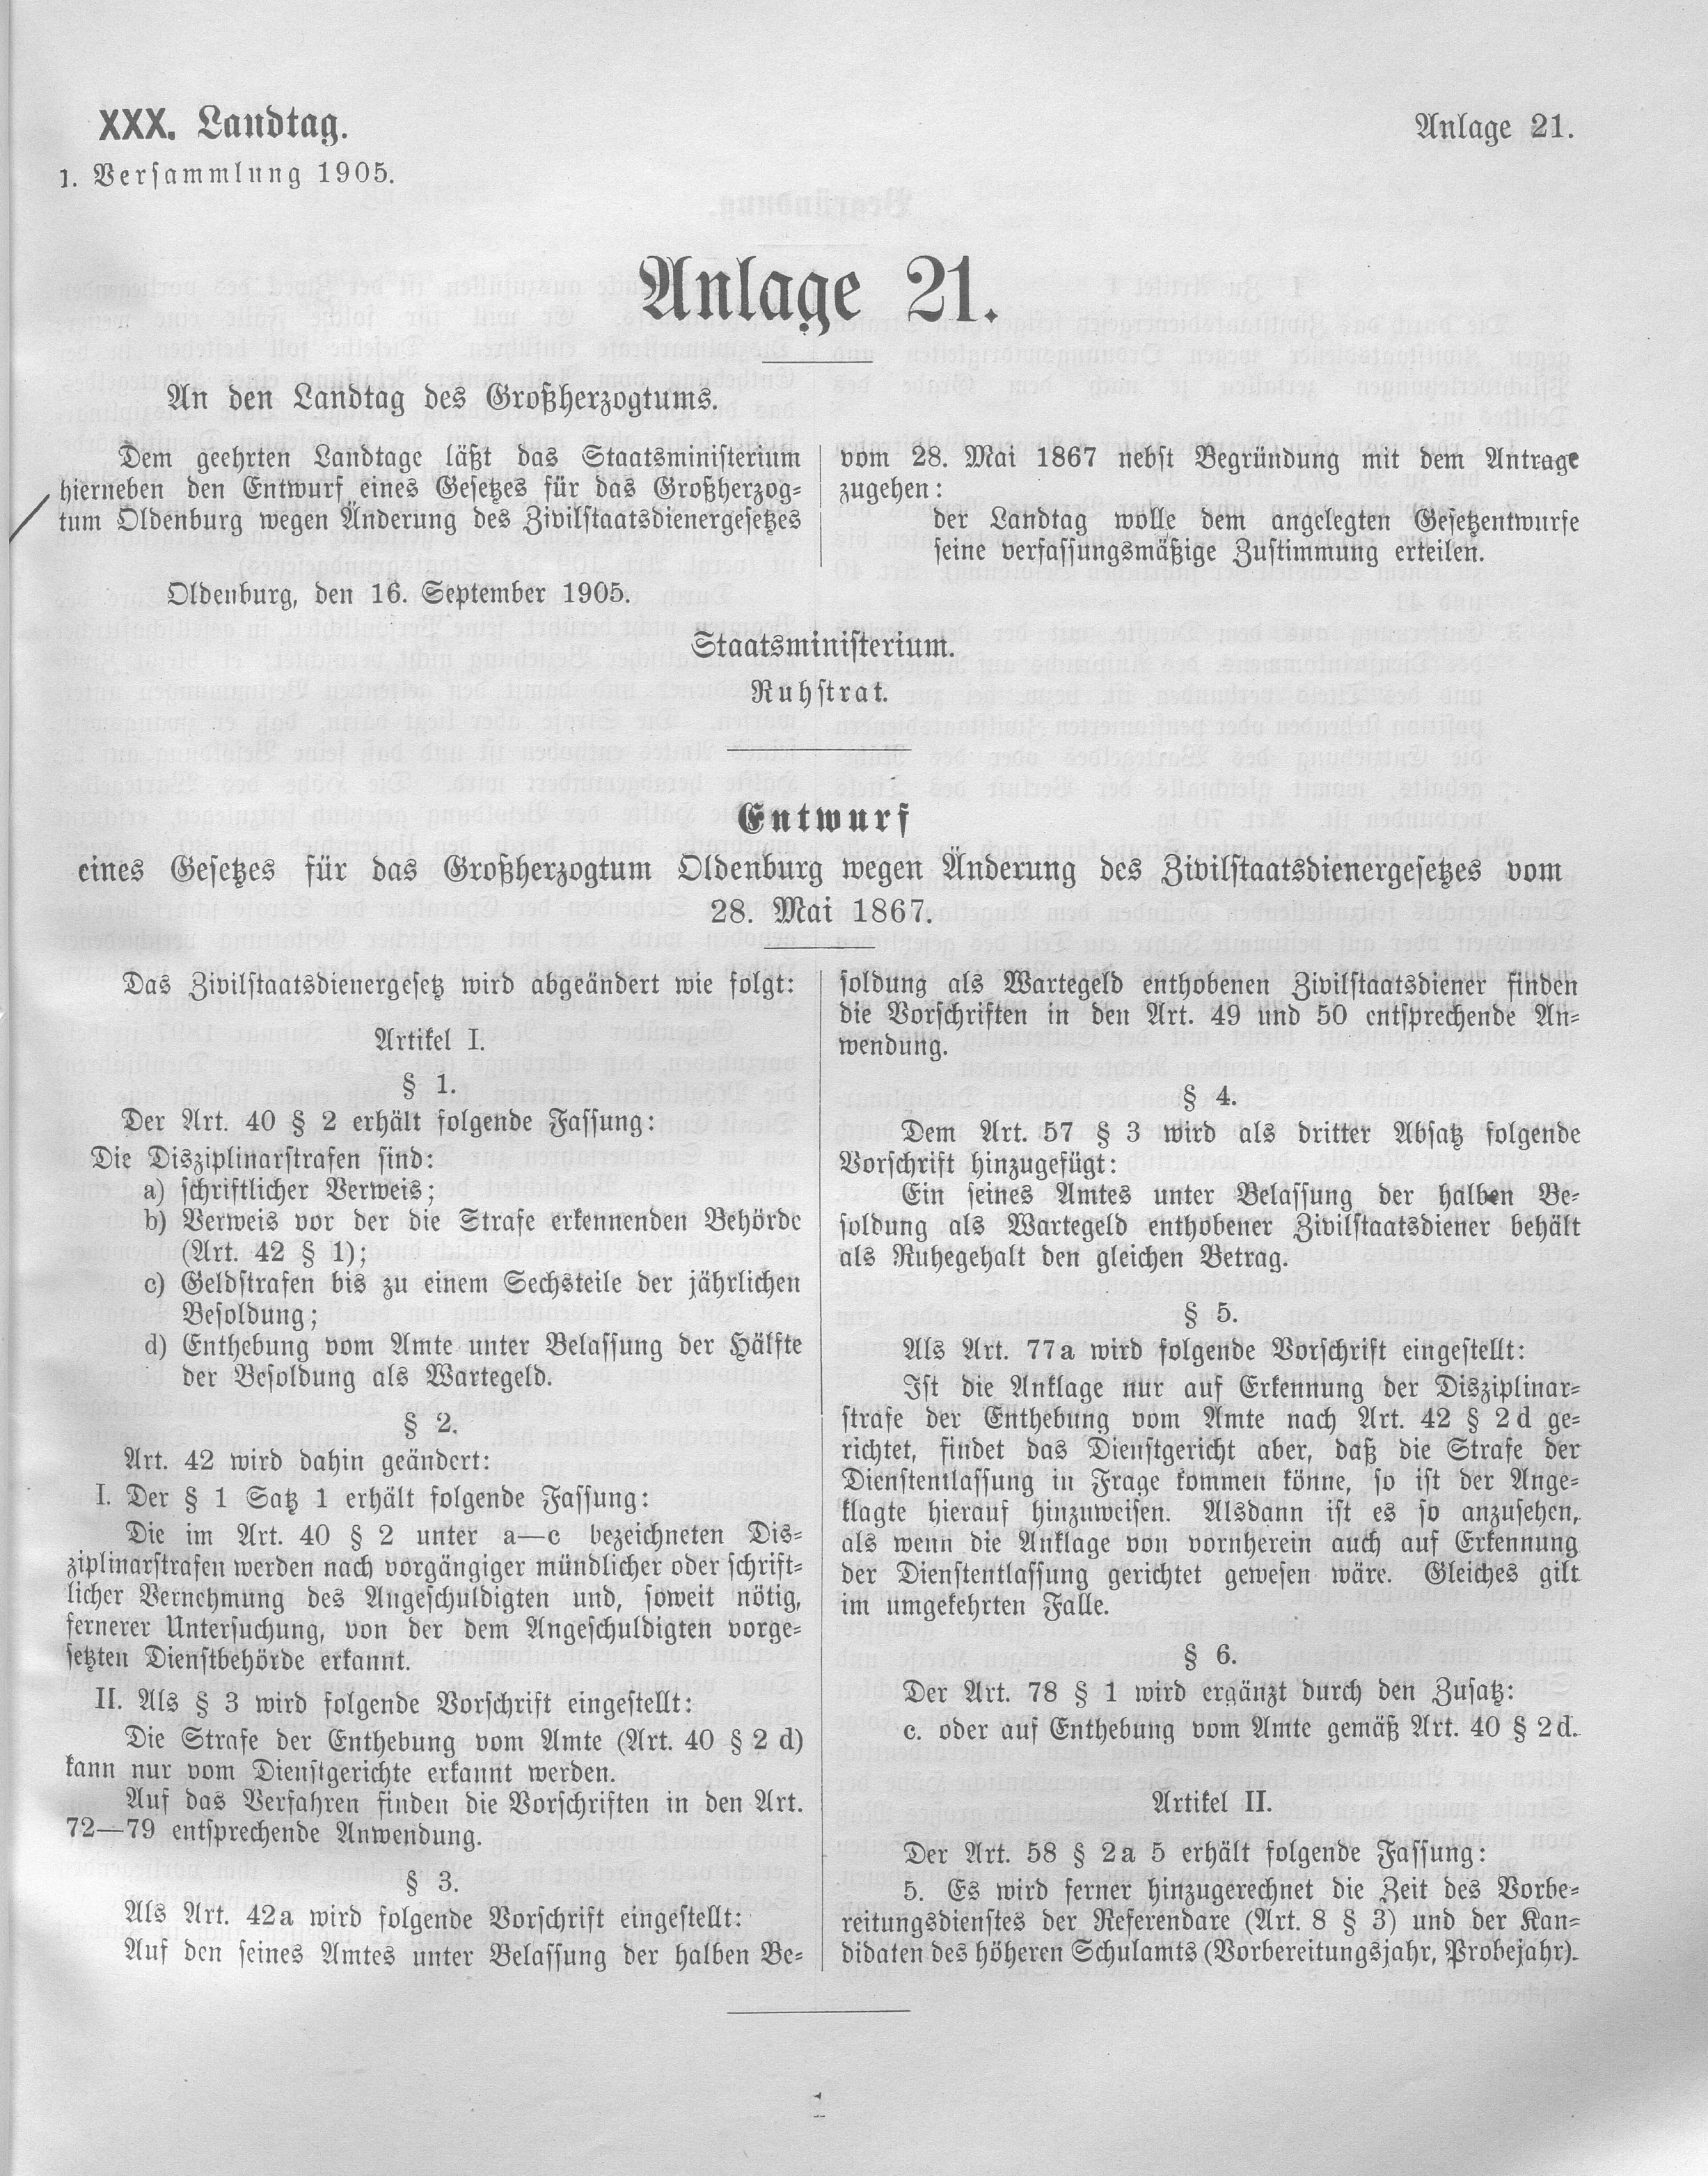 XXX. Landtag.
1. Versammlung 1905.
Anlage 21.
Anlage 21.
An den Landtag des Großherzogtums.
Dem geehrten Landtage läßt das Staatsministerium
hierneben den Entwurf eines Gesetzes für das Großherzog-
tum Oldenburg wegen Änderung des Zivilstaatsdienergesetzes
vom 28. Mai 1867 nebst Begründung mit dem Antrage
zugehen:
der Landtag wolle dem angelegten Gesetzentwurfe
seine verfassungsmäßige Zustimmung erteilen.
Oldenburg, den 16. September 1905.
Staatsministerium.
Ruhstrat.
Entwurf
eines Gesetzes für das Großherzogtum Oldenburg wegen Änderung des Zivilstaatsdienergesetzes vom
28. Mai 1867.
Das Zivilstaatsdienergesetz wird abgeändert wie folgt:
Artikel I.
§ 1.
Der Art. 40 § 2 erhält folgende Fassung:
Die Disziplinarstrafen sind:
a) schriftlicher Verweis;
b) Verweis vor der die Strafe erkennenden Behörde
(Art. 42 § 1);
c) Geldstrafen bis zu einem Sechsteile der jährlichen
Besoldung;
d) Enthebung vom Amte unter Belassung der Hälfte
der Besoldung als Wartegeld.
§ 2.
Art. 42 wird dahin geändert:
I. Der § 1 Satz 1 erhält folgende Fassung:
Die im Art. 40 § 2 unter a—c bezeichneten Dis-
ziplinarstrafen werden nach vorgängiger mündlicher oder schrift-
licher Vernehmung des Angeschuldigten und, soweit nötig,
fernerer Untersuchung, von der dem Angeschuldigten vorge-
setzten Dienstbehörde erkannt.
II. Als § 3 wird folgende Vorschrift eingestellt:
Die Strafe der Enthebung vom Amte (Art. 40 § 2 d)
kann nur vom Dienstgerichte erkannt werden.
Auf das Verfahren finden die Vorschriften in den Art.
72—79 entsprechende Anwendung.
§ 3.
Als Art. 42a wird folgende Vorschrift eingestellt:
Auf den seines Amtes unter Belassung der halben Be-
soldung als Wartegeld enthobenen Zivilstaatsdiener finden
die Vorschriften in den Art. 49 und 50 entsprechende An-
wendung.
§ 4.
Dem Art. 57 § 3 wird als dritter Absatz folgende
Vorschrift hinzugefügt:
Ein seines Amtes unter Belassung der halben Be-
soldung als Wartegeld enthobener Zivilstaatsdiener behält
als Ruhegehalt den gleichen Betrag.
§ 5.
Als Art. 77a wird folgende Vorschrift eingestellt:
Ist die Anklage nur auf Erkennung der Disziplinar-
strafe der Enthebung vom Amte nach Art. 42 § 2d ge-
richtet, findet das Dienstgericht aber, daß die Strafe der
Dienstentlassung in Frage kommen könne, so ist der Ange-
klagte hierauf hinzuweisen. Alsdann ist es so anzusehen,
als wenn die Anklage von vornherein auch auf Erkennung
der Dienstentlassung gerichtet gewesen wäre. Gleiches gilt
im umgekehrten Falle.
§ 6.
Der Art. 78 § 1 wird ergänzt durch den Zusatz:
c. oder auf Enthebung vom Amte gemäß Art. 40 § 2d.
Artikel II.
Der Art. 58 § 2a 5 erhält folgende Fassung:
5. Es wird ferner hinzugerechnet die Zeit des Vorbe-
reitungsdienstes der Referendare (Art. 8 § 3) und der Kan-
didaten des höheren Schulamts (Vorbereitungsjahr, Probejahr).